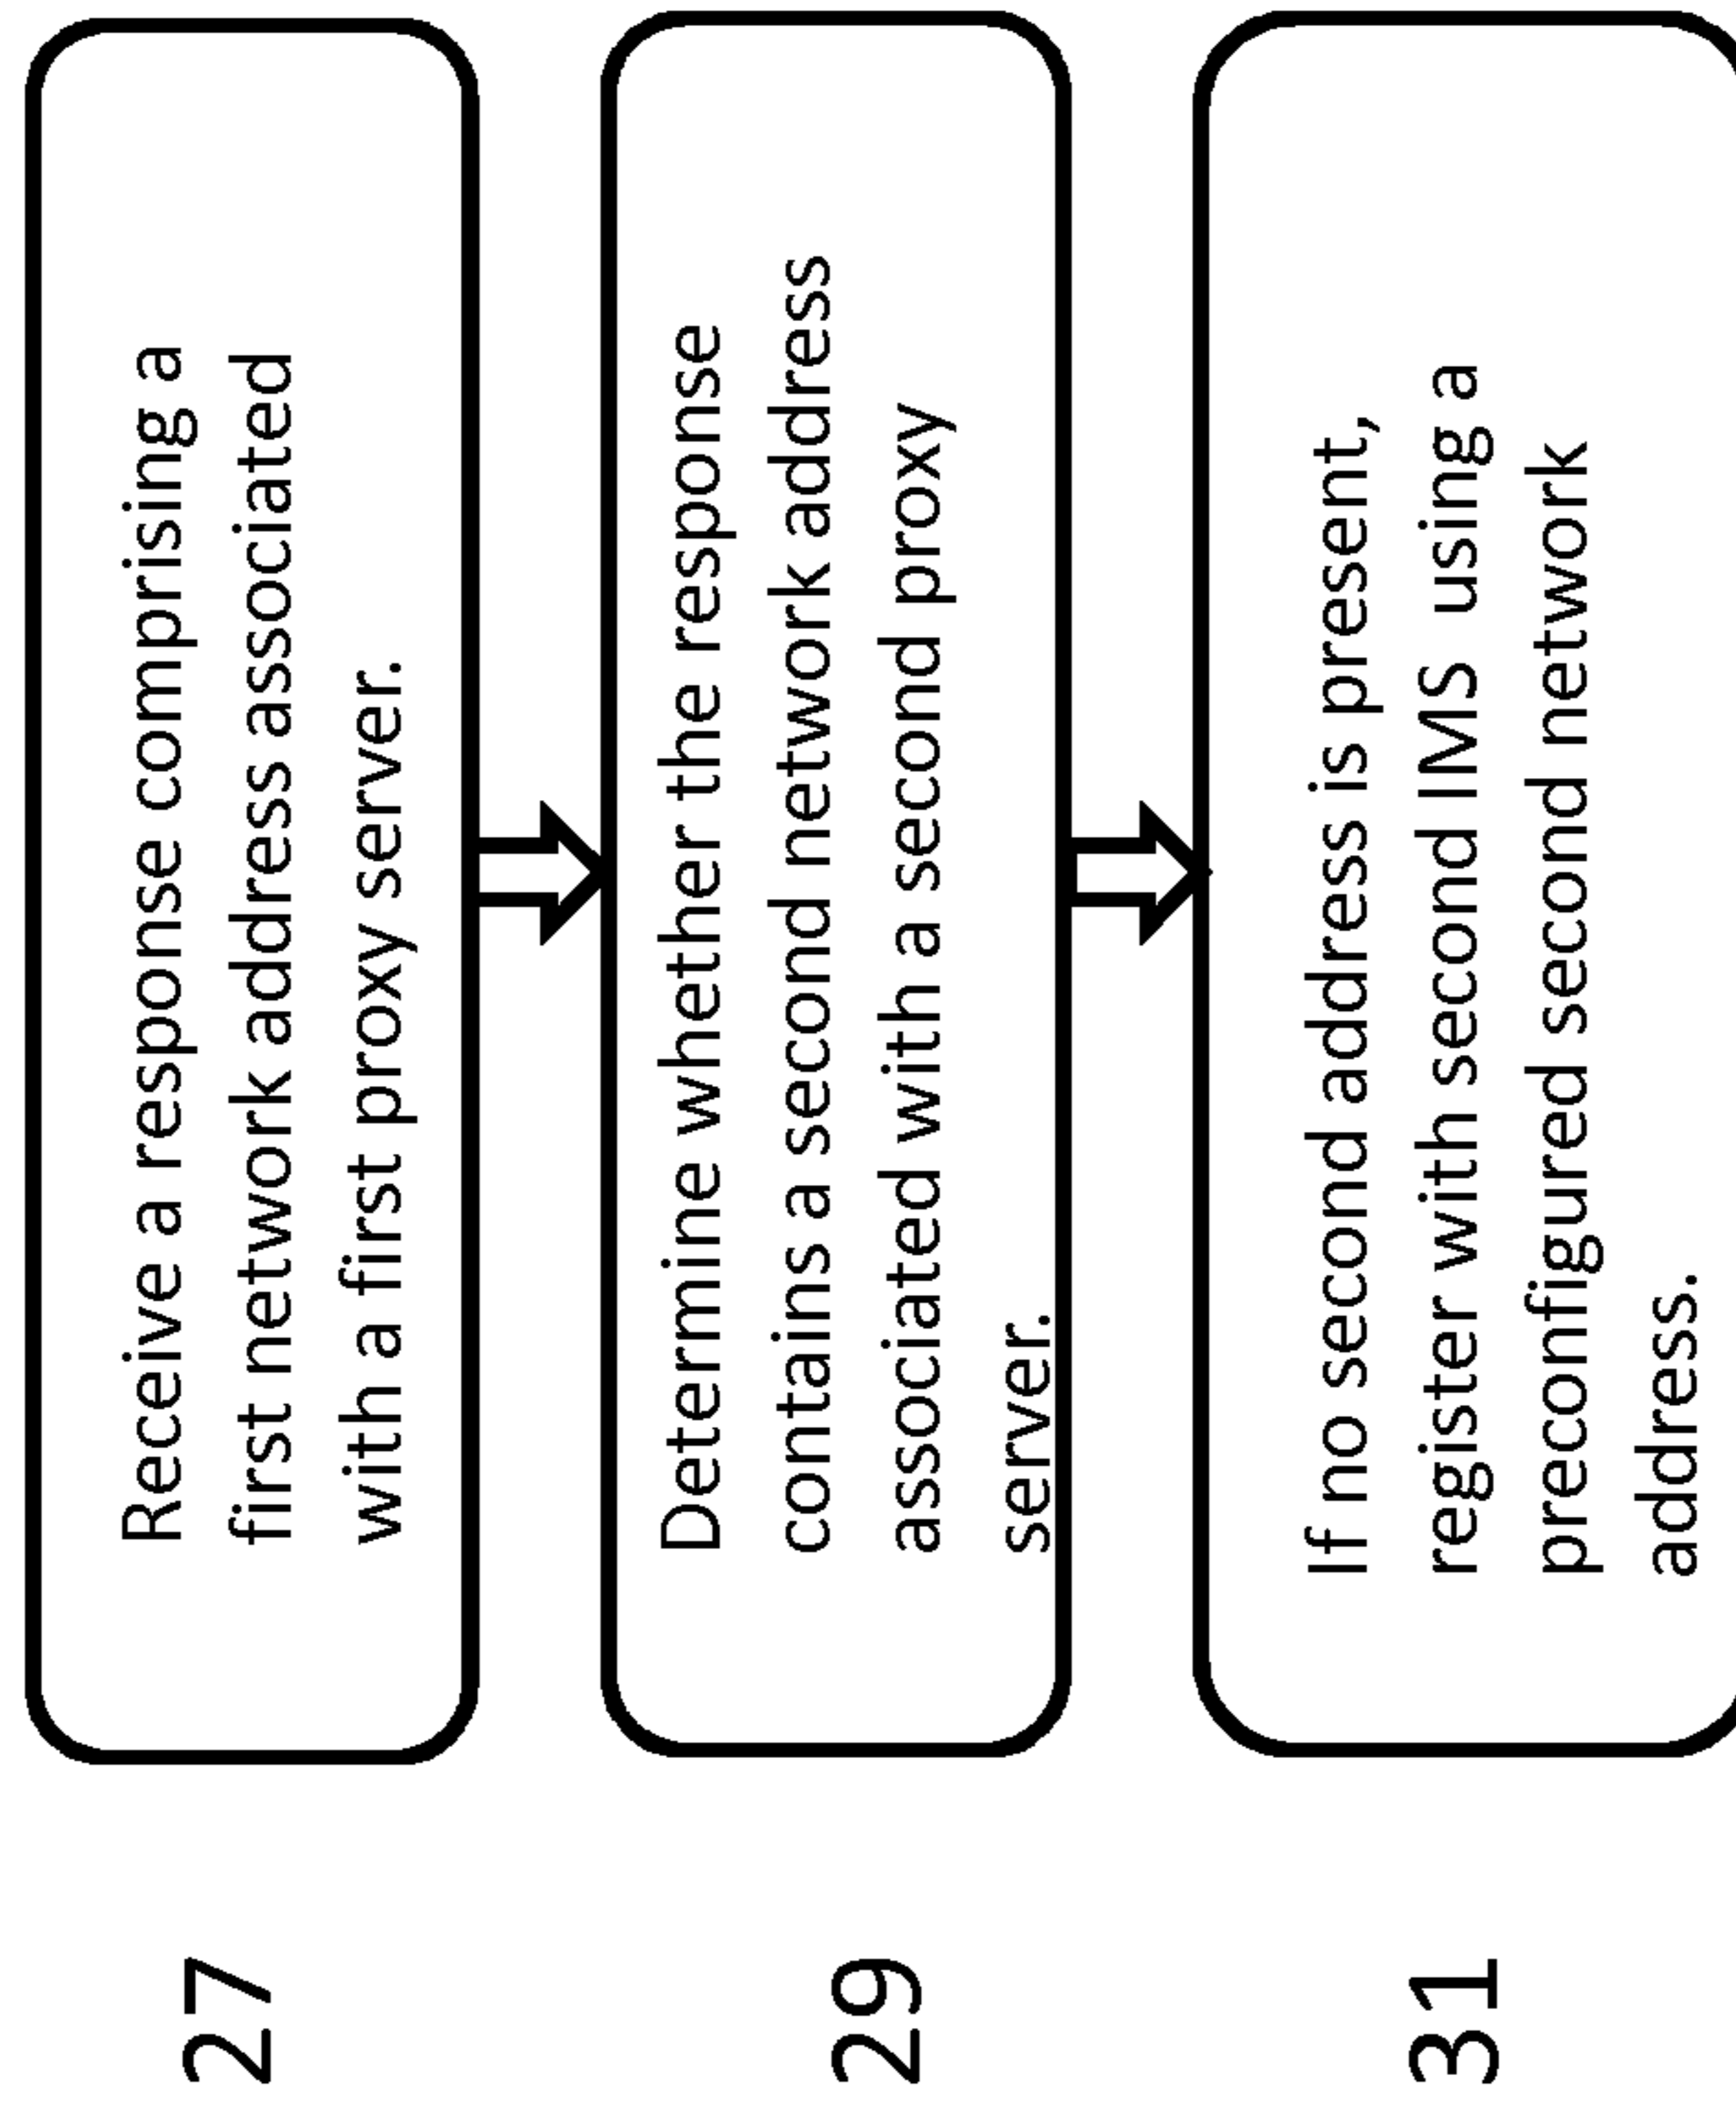 27
Receive a response comprising a
first network address associated
with a first proxy server.
29
Determine whether the response
contains a second network address
associated with a second proxy
server.
31
If no second address is present,
register with second IMS using a
preconfigured second network
address.